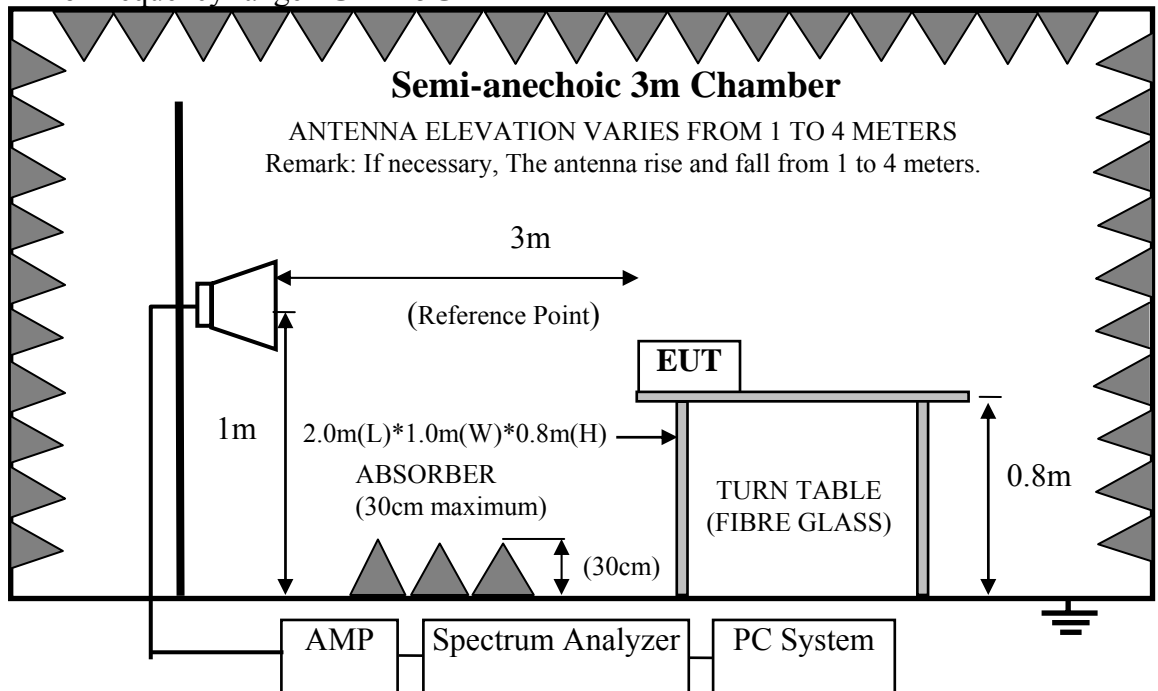 Semi-anechoic 3m Chamber
ANTENNA ELEVATION VARIES FROM 1 TO 4 METERS
Remark: If necessary, The antenna rise and fall from 1 to 4 meters.
3m
(Reference Point)
EUT
1m
2.0m(L)*1.0m(W)*0.8m(H)
ABSORBER
(30cm maximum)
TURN TABLE
(FIBRE GLASS)
0.8m
(30cm)
AMP
Spectrum Analyzer
PC System